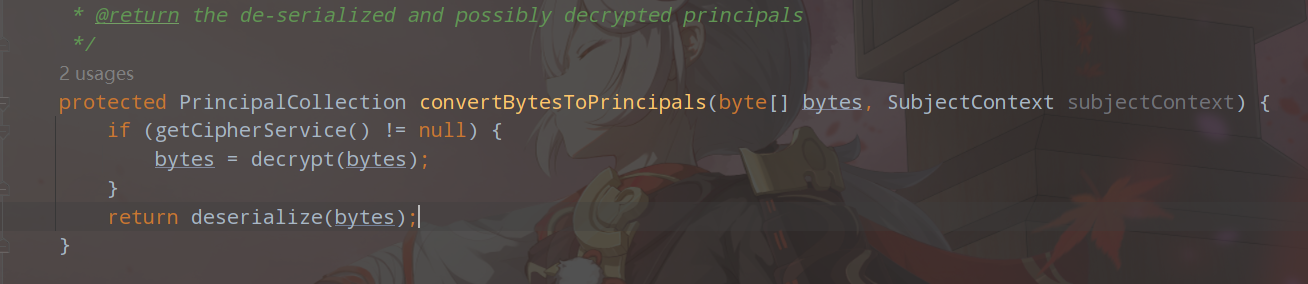 * @return the de-serialized and possibly decrypted principals
*/
2 usages
protected PrincipalCollection convertBytesToPrincipals(byte[] bytes, SubjectContext subjectContext) {
if (getCipherService() != null) {
bytes = decrypt(bytes);
}
return deserialize(bytes);
}